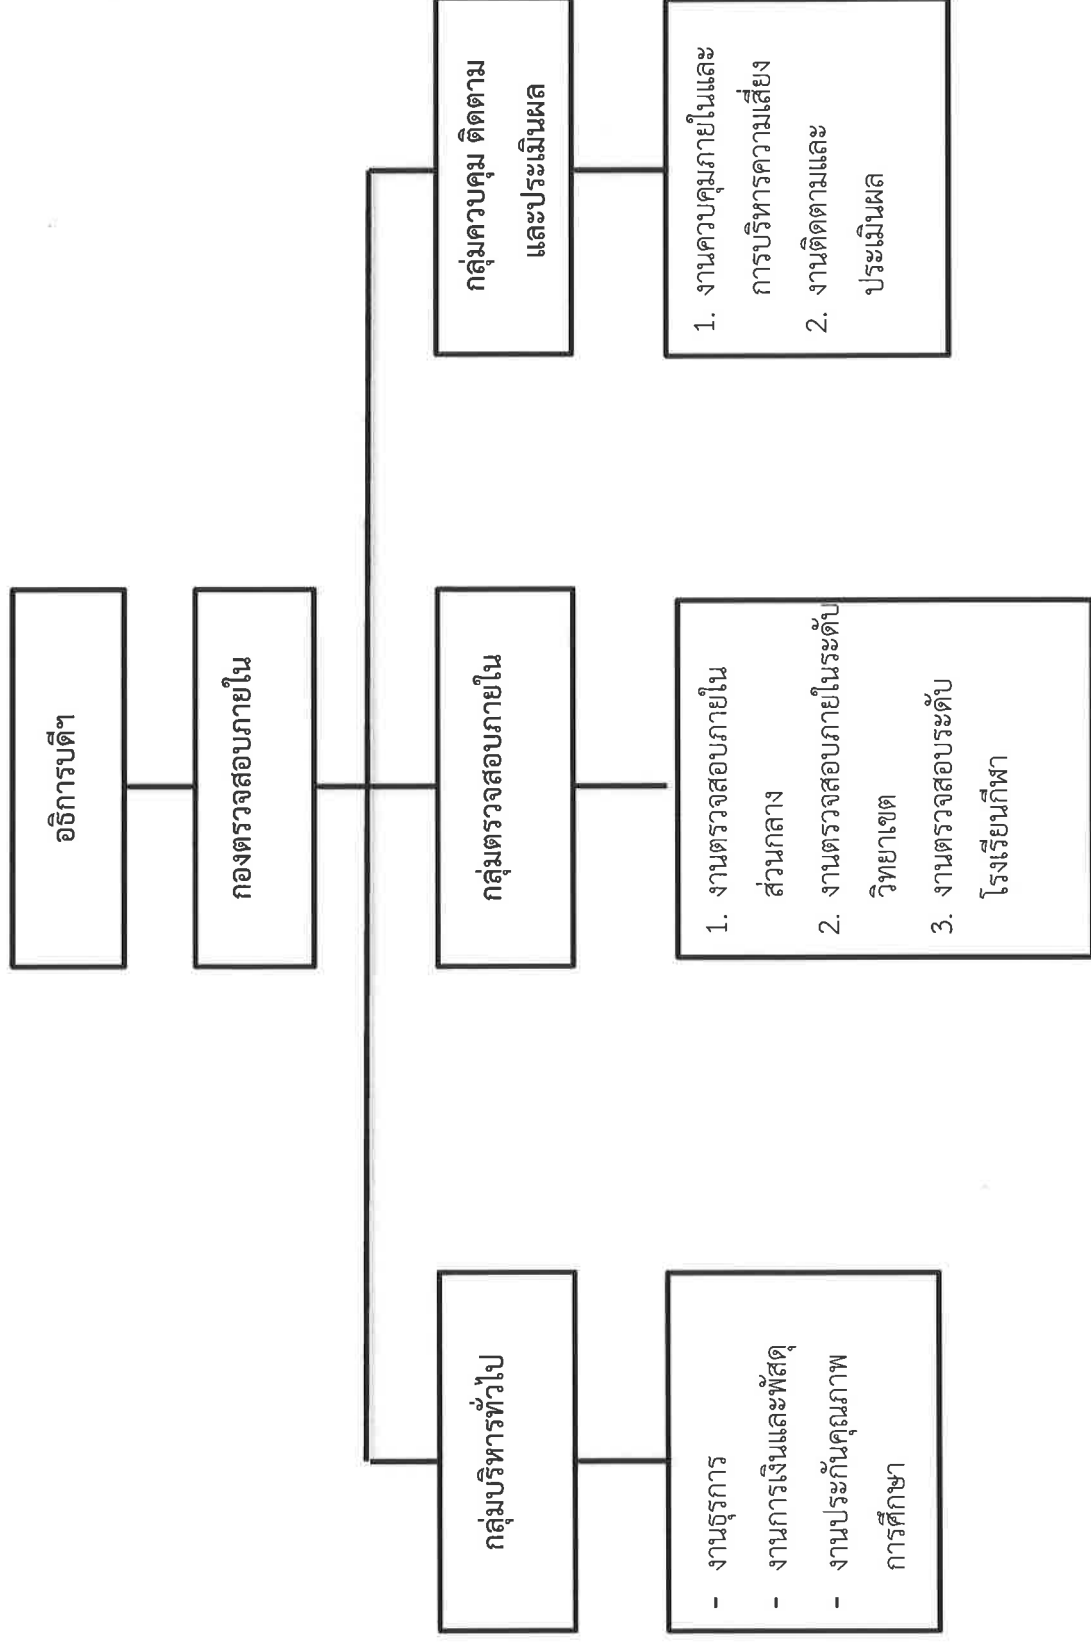 อธิการบดีฯ
กองตรวจสอบภายใน
กลุ่มบริหารทั่วไป
- งานธุรการ
- งานการเงินและพัสดุ
- งานประกันคุณภาพ
การศึกษา
กลุ่มตรวจสอบภายใน
1. งานตรวจสอบภายใน
ส่วนกลาง
2. งานตรวจสอบภายในระดับ
วิทยาเขต
3. งานตรวจสอบระดับ
โรงเรียนกีฬา
กลุ่มควบคุม ติดตาม
และประเมินผล
1. งานควบคุมภายในและ
การบริหารความเสี่ยง
2. งานติดตามและ
ประเมินผล